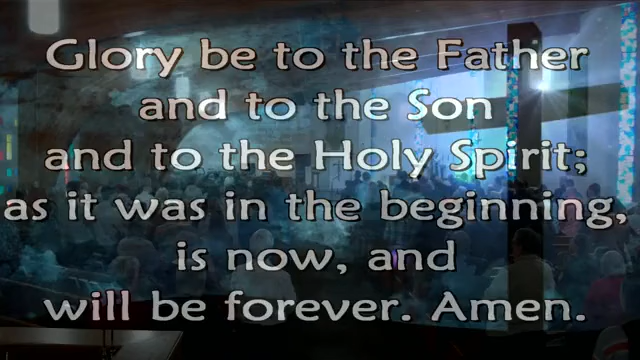 Glory be to the Father
and to the Son
and to the Holy Spirit;
as it was in the beginning,
is now, and
will be forever. Amen.